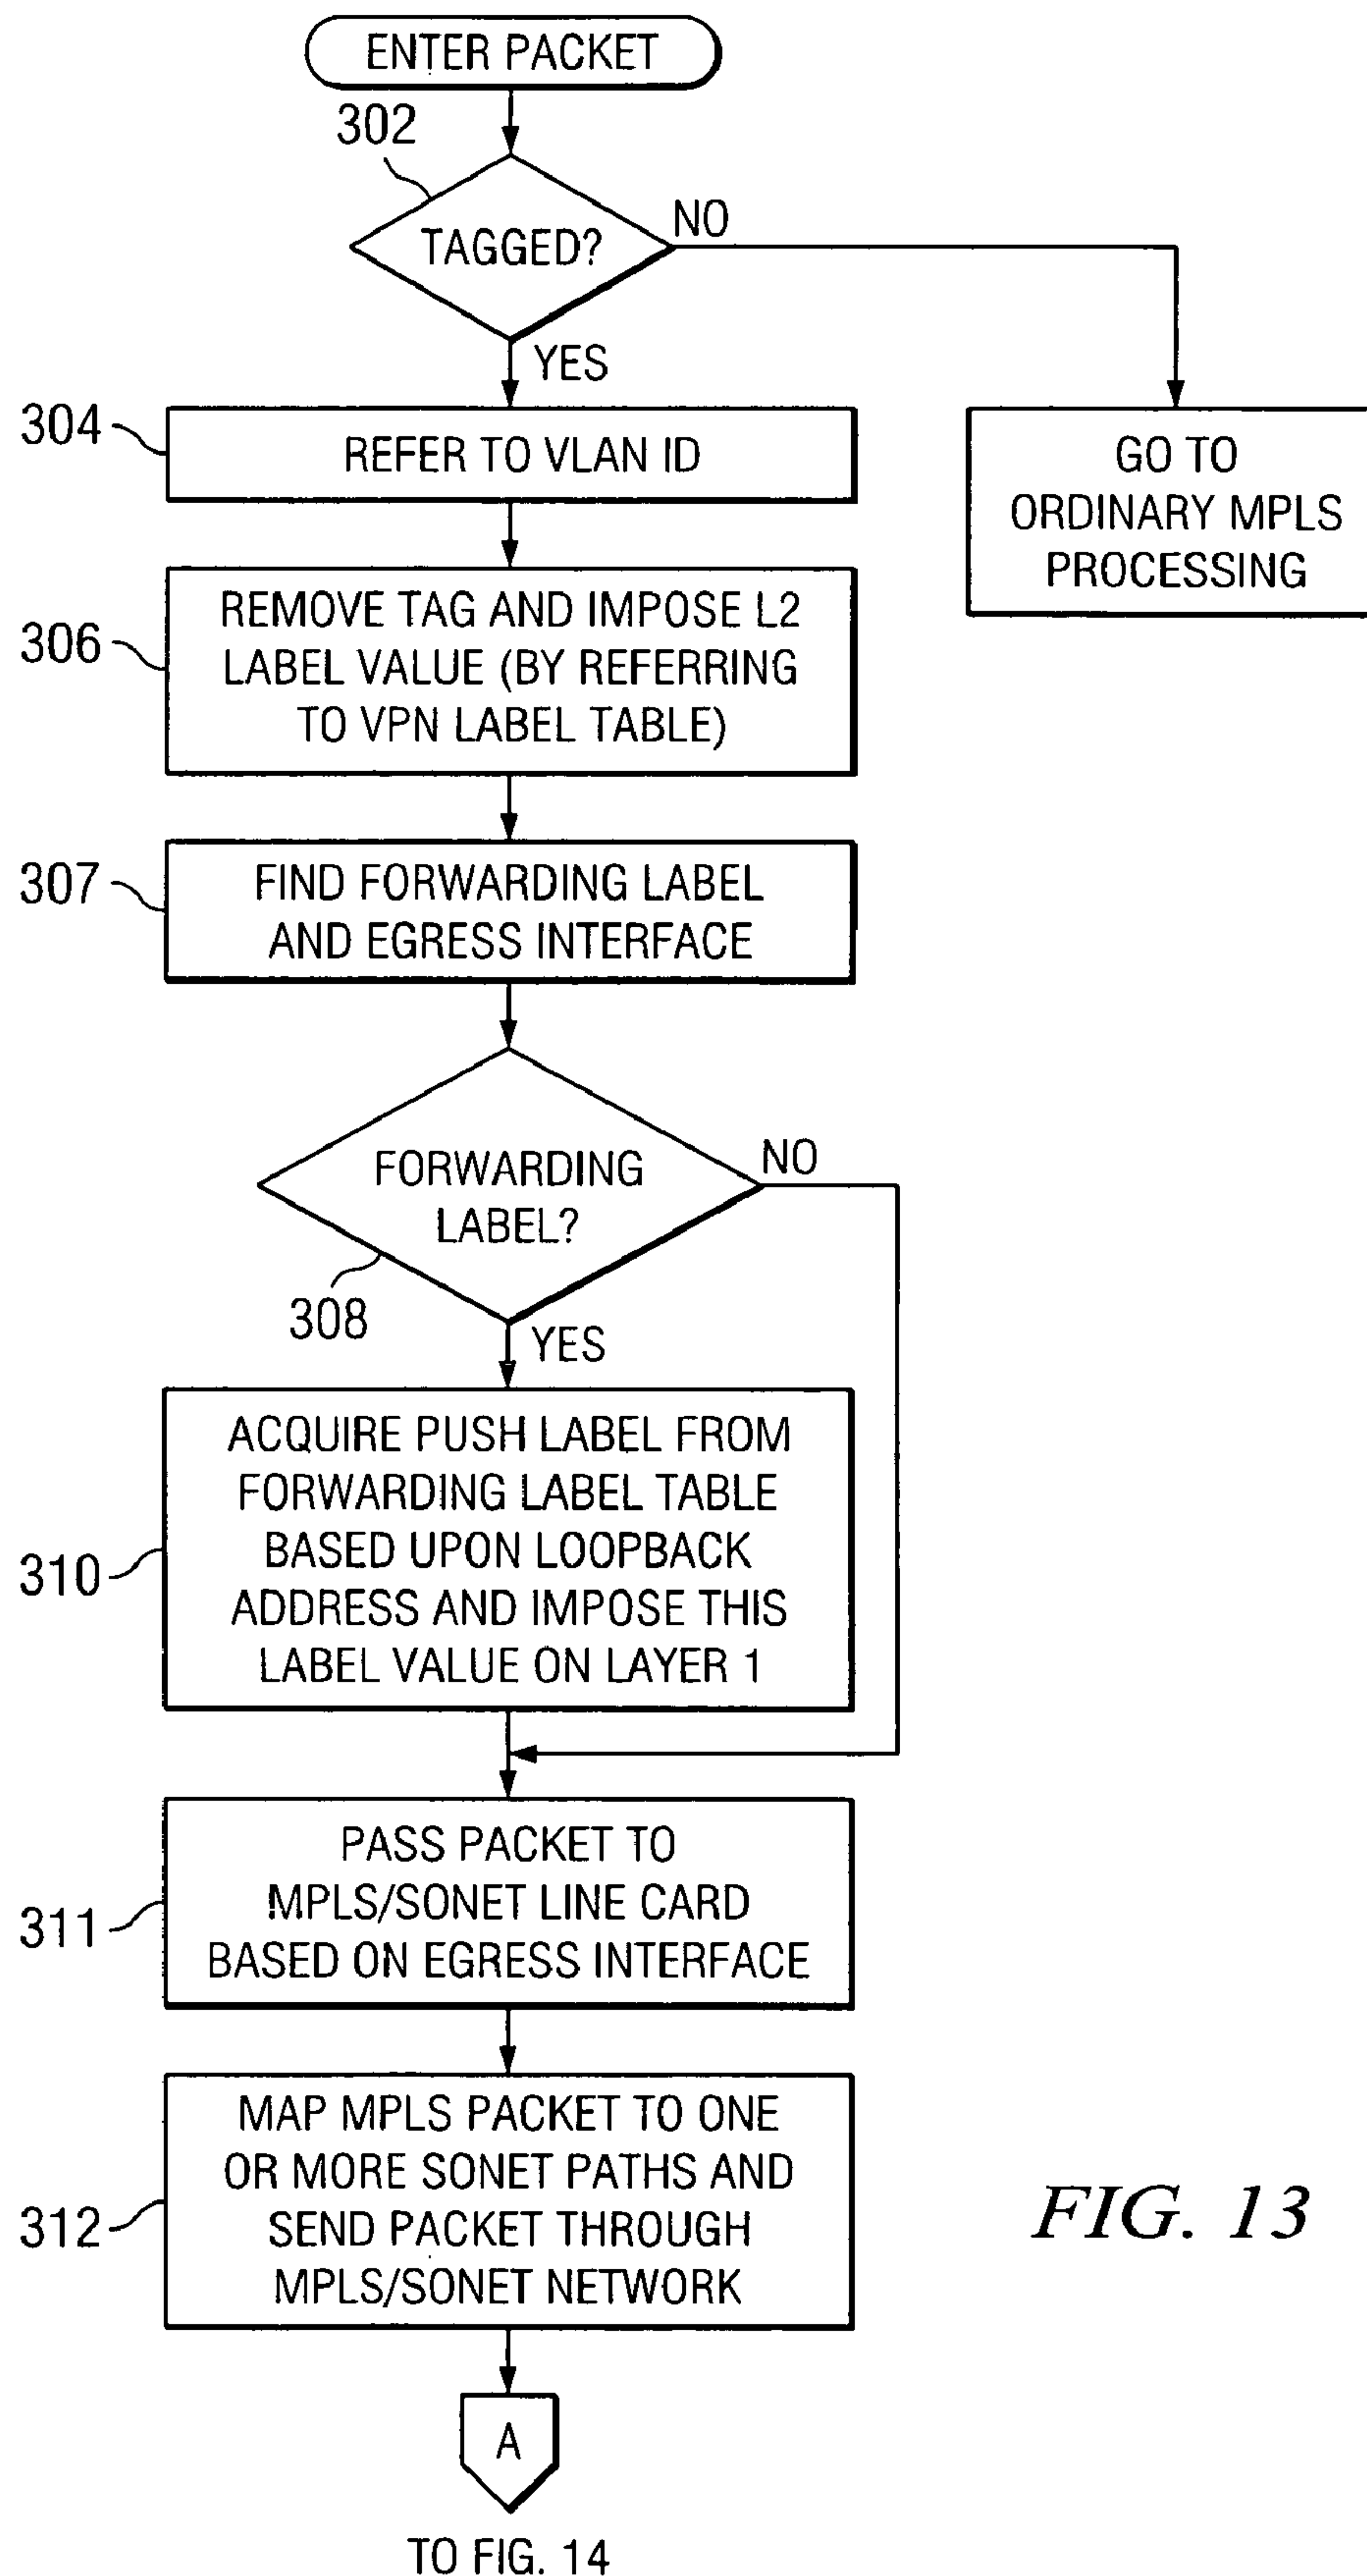 ENTER PACKET
302
TAGGED?
NO
YES
304
REFER TO VLAN ID
GO TO
ORDINARY MPLS
PROCESSING
306
REMOVE TAG AND IMPOSE L2
LABEL VALUE (BY REFERRING
TO VPN LABEL TABLE)
307
FIND FORWARDING LABEL
AND EGRESS INTERFACE
FORWARDING
LABEL?
NO
308
YES
310
ACQUIRE PUSH LABEL FROM
FORWARDING LABEL TABLE
BASED UPON LOOPBACK
ADDRESS AND IMPOSE THIS
LABEL VALUE ON LAYER 1
311
PASS PACKET TO
MPLS/SONET LINE CARD
BASED ON EGRESS INTERFACE
312
MAP MPLS PACKET TO ONE
OR MORE SONET PATHS AND
SEND PACKET THROUGH
MPLS/SONET NETWORK
FIG. 13
A
TO FIG. 14